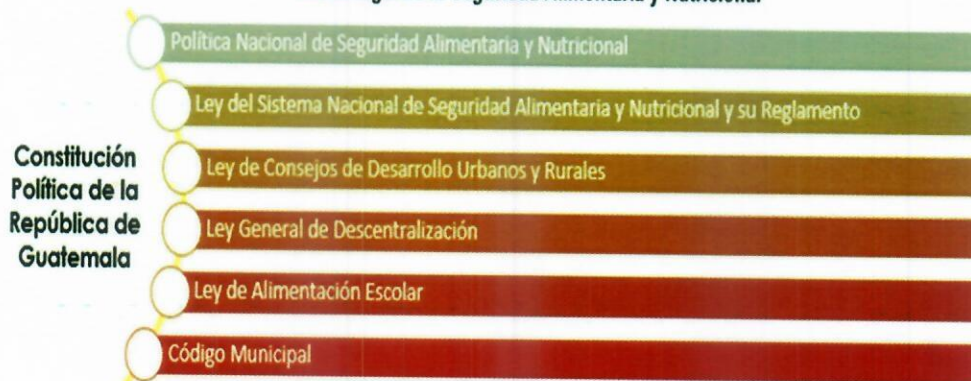 Política Nacional de Seguridad Alimentaria y Nutricional
Ley del Sistema Nacional de Seguridad Alimentaria y Nutricional y su Reglamento
Constitución
Política de la
República de
Guatemala
Ley de Consejos de Desarrollo Urbanos y Rurales
Ley General de Descentralización
Ley de Alimentación Escolar
Código Municipal